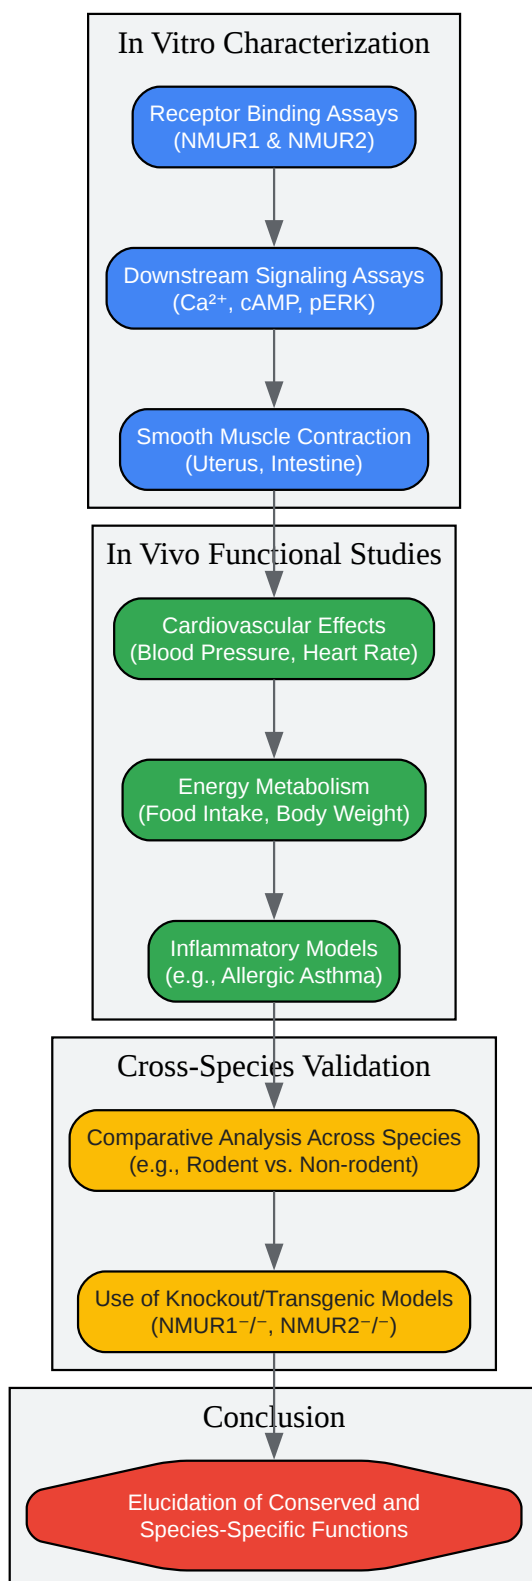 In Vitro Characterization
Receptor Binding Assays
(NMUR1 & NMUR2)
Downstream Signaling Assays
(Ca²⁺, cAMP, pERK)
Smooth Muscle Contraction
(Uterus, Intestine)
In Vivo Functional Studies
Cardiovascular Effects
(Blood Pressure, Heart Rate)
Energy Metabolism
(Food Intake, Body Weight)
Inflammatory Models
(e.g., Allergic Asthma)
Cross-Species Validation
Comparative Analysis Across Species
(e.g., Rodent vs. Non-rodent)
Use of Knockout/Transgenic Models
(NMUR1⁻/⁻, NMUR2⁻/⁻)
Conclusion
Elucidation of Conserved and
Species-Specific Functions